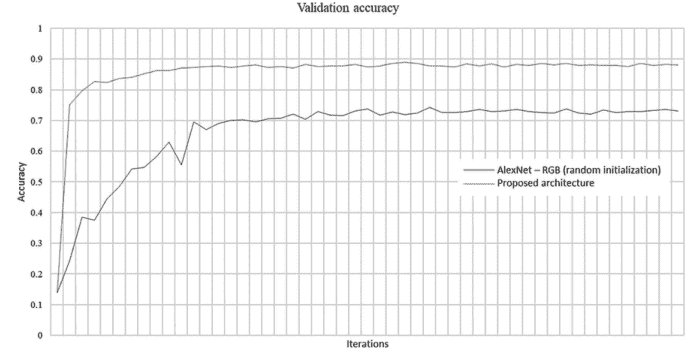 Validation accuracy
1
0.9
0.8
0.7
0.6
0.5
0.4
0.3
0.2
0.1
0
Accuracy
AlexNet – RGB (random initialization)
Proposed architecture
Iterations